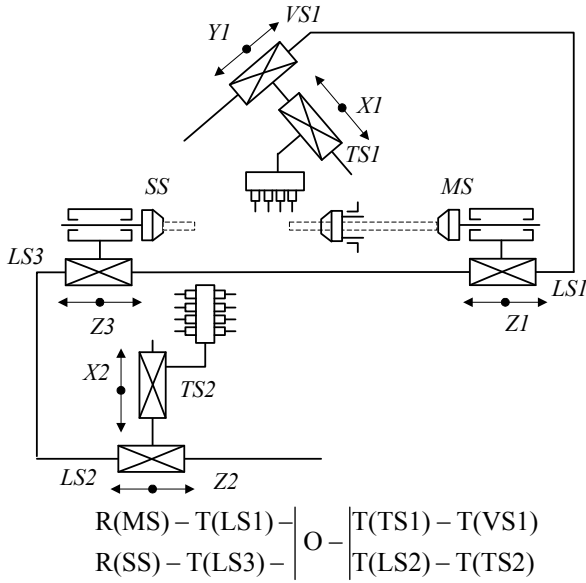 VS1
Y1
X1
TS1
SS
MS
LS3
LS1
Z3
Z1
X2
TS2
LS2
Z2
R(MS) – T(LS1) – | O – | T(TS1) – T(VS1)
R(SS) – T(LS3) – | | T(LS2) – T(TS2)